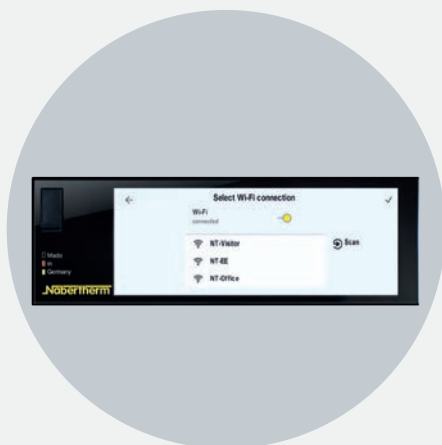 Select Wi-Fi connection
Wi-Fi
connected
NT-Visitor
Scan
NT-EE
NT-Office
Made
in
Germany
Nabertherm